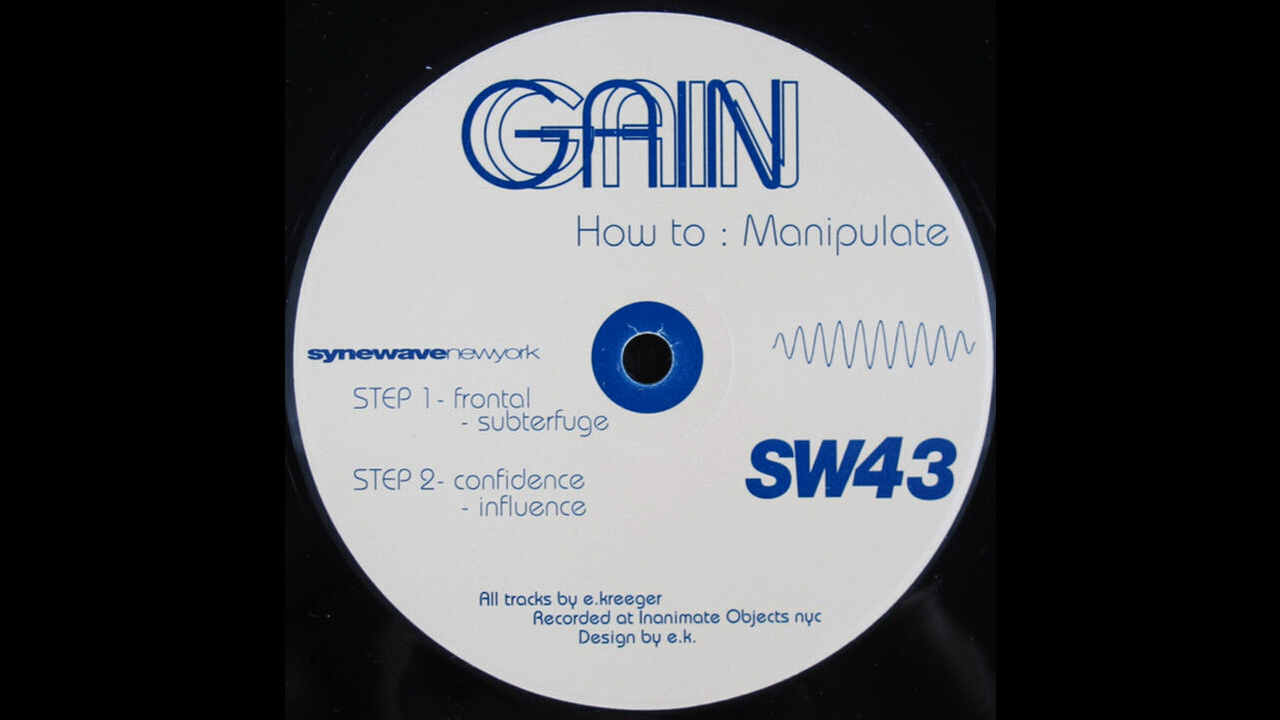 GAIN
How to : Manipulate
synewavenewyork
STEP 1- frontal
- subterfuge
SW43
STEP 2- confidence
- influence
All tracks by e.kreeger
Recorded at Inanimate Objects nyc
Design by e.k.